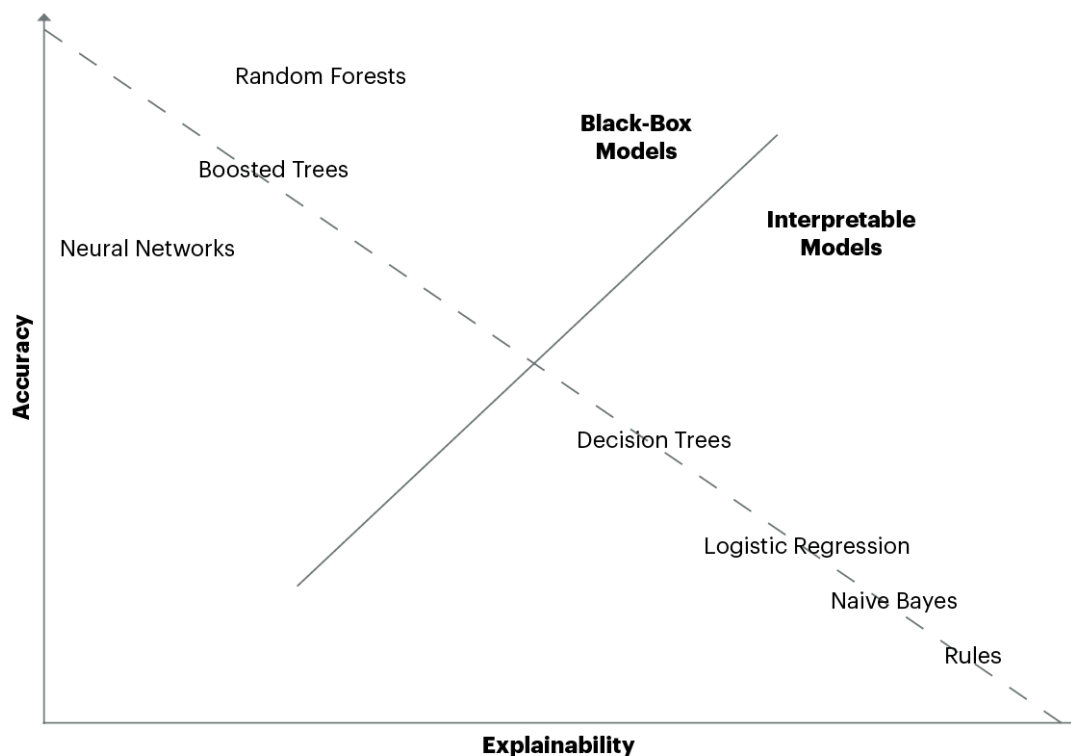 Random Forests
Black-Box
Models
Boosted Trees
Interpretable
Models
Neural Networks
Accuracy
Decision Trees
Logistic Regression
Naive Bayes
Rules
Explainability